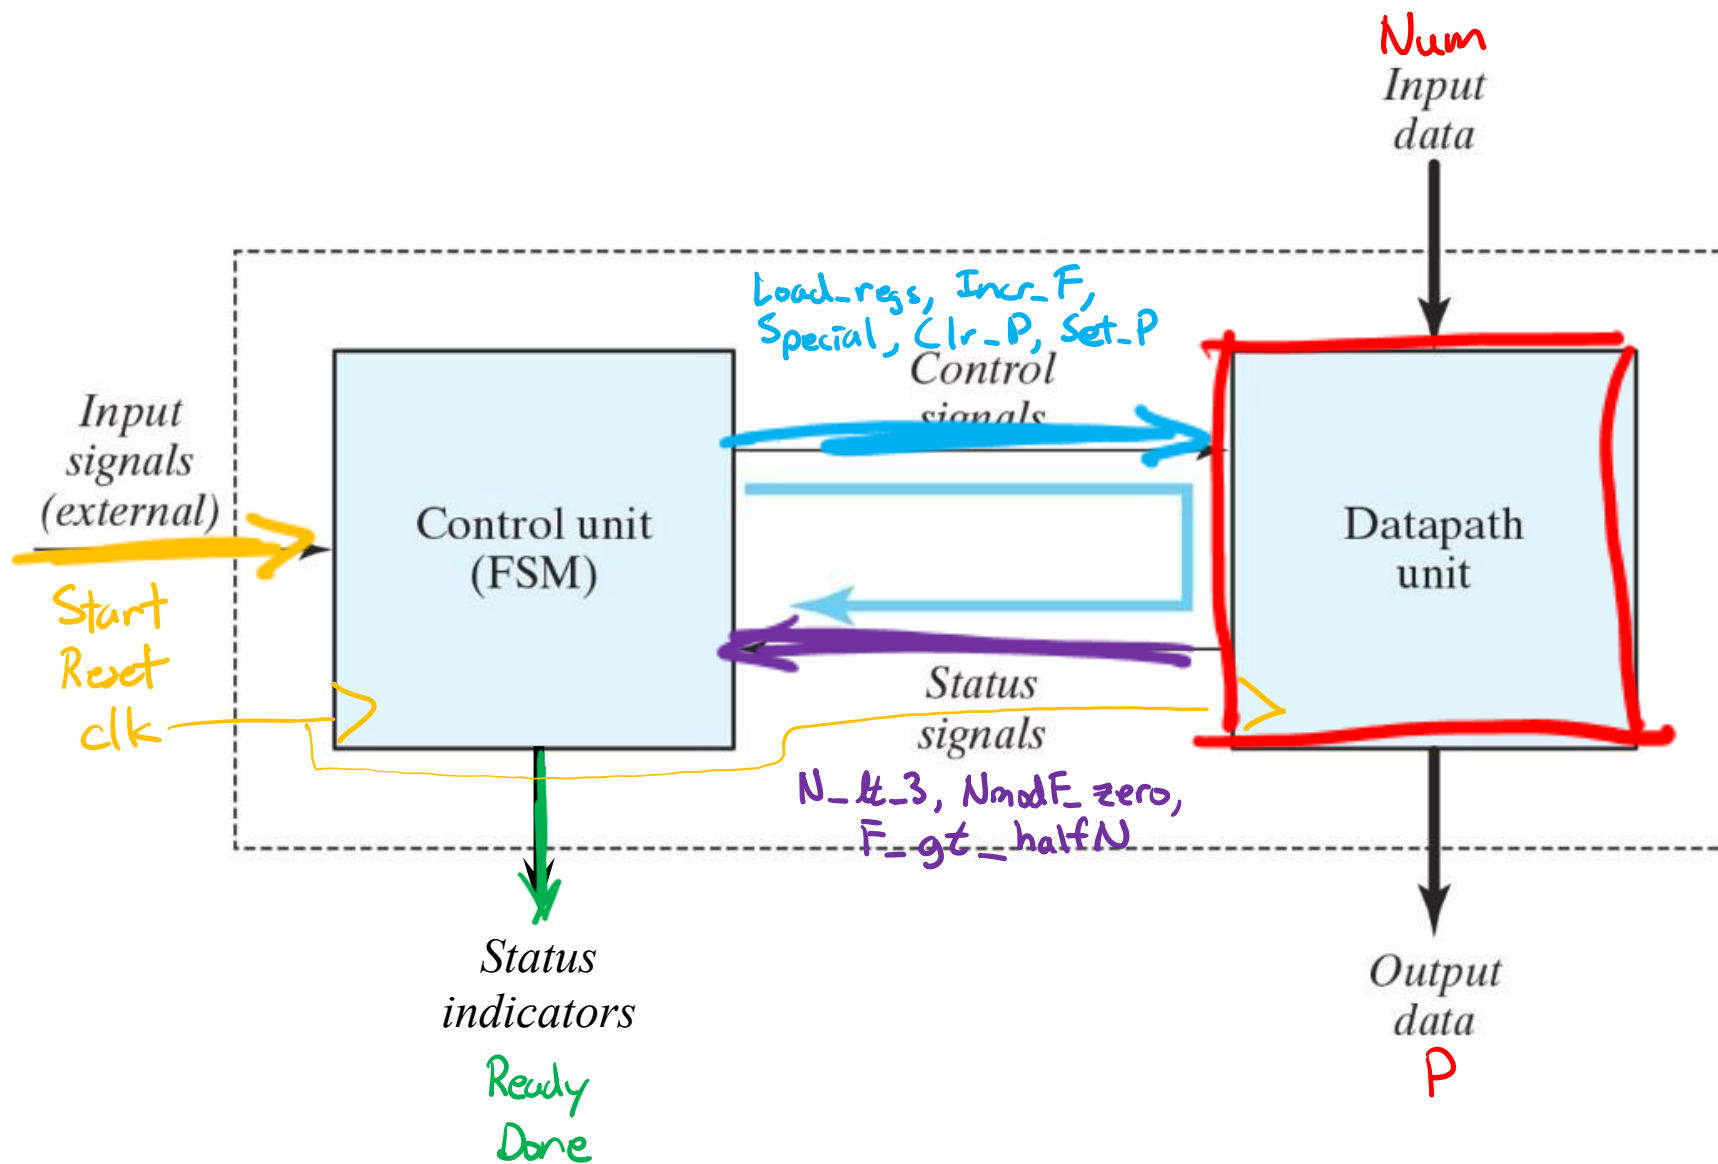 Num
Input
data
Load_regs, Incr_F,
Special, Clr_P, Set_P
Control
signals
Input
signals
(external)
Start
Reset
clk
Control unit
(FSM)
Datapath
unit
Status
signals
N_lt_3, NmodF_zero,
F_gt_halfN
Status
indicators
Ready
Done
Output
data
P